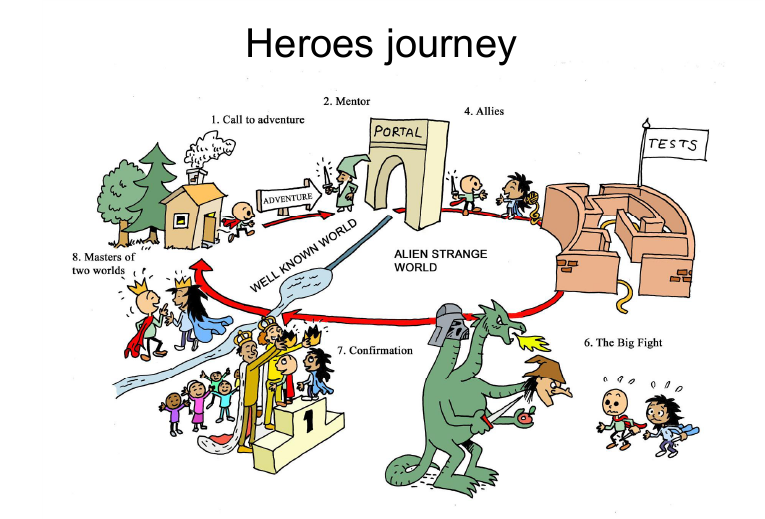 Heroes journey
2. Mentor
1. Call to adventure
4. Allies
PORTAL
TESTS
ADVENTURE
WELL KNOWN WORLD
ALIEN STRANGE
WORLD
8. Masters of
two worlds
7. Confirmation
6. The Big Fight
1